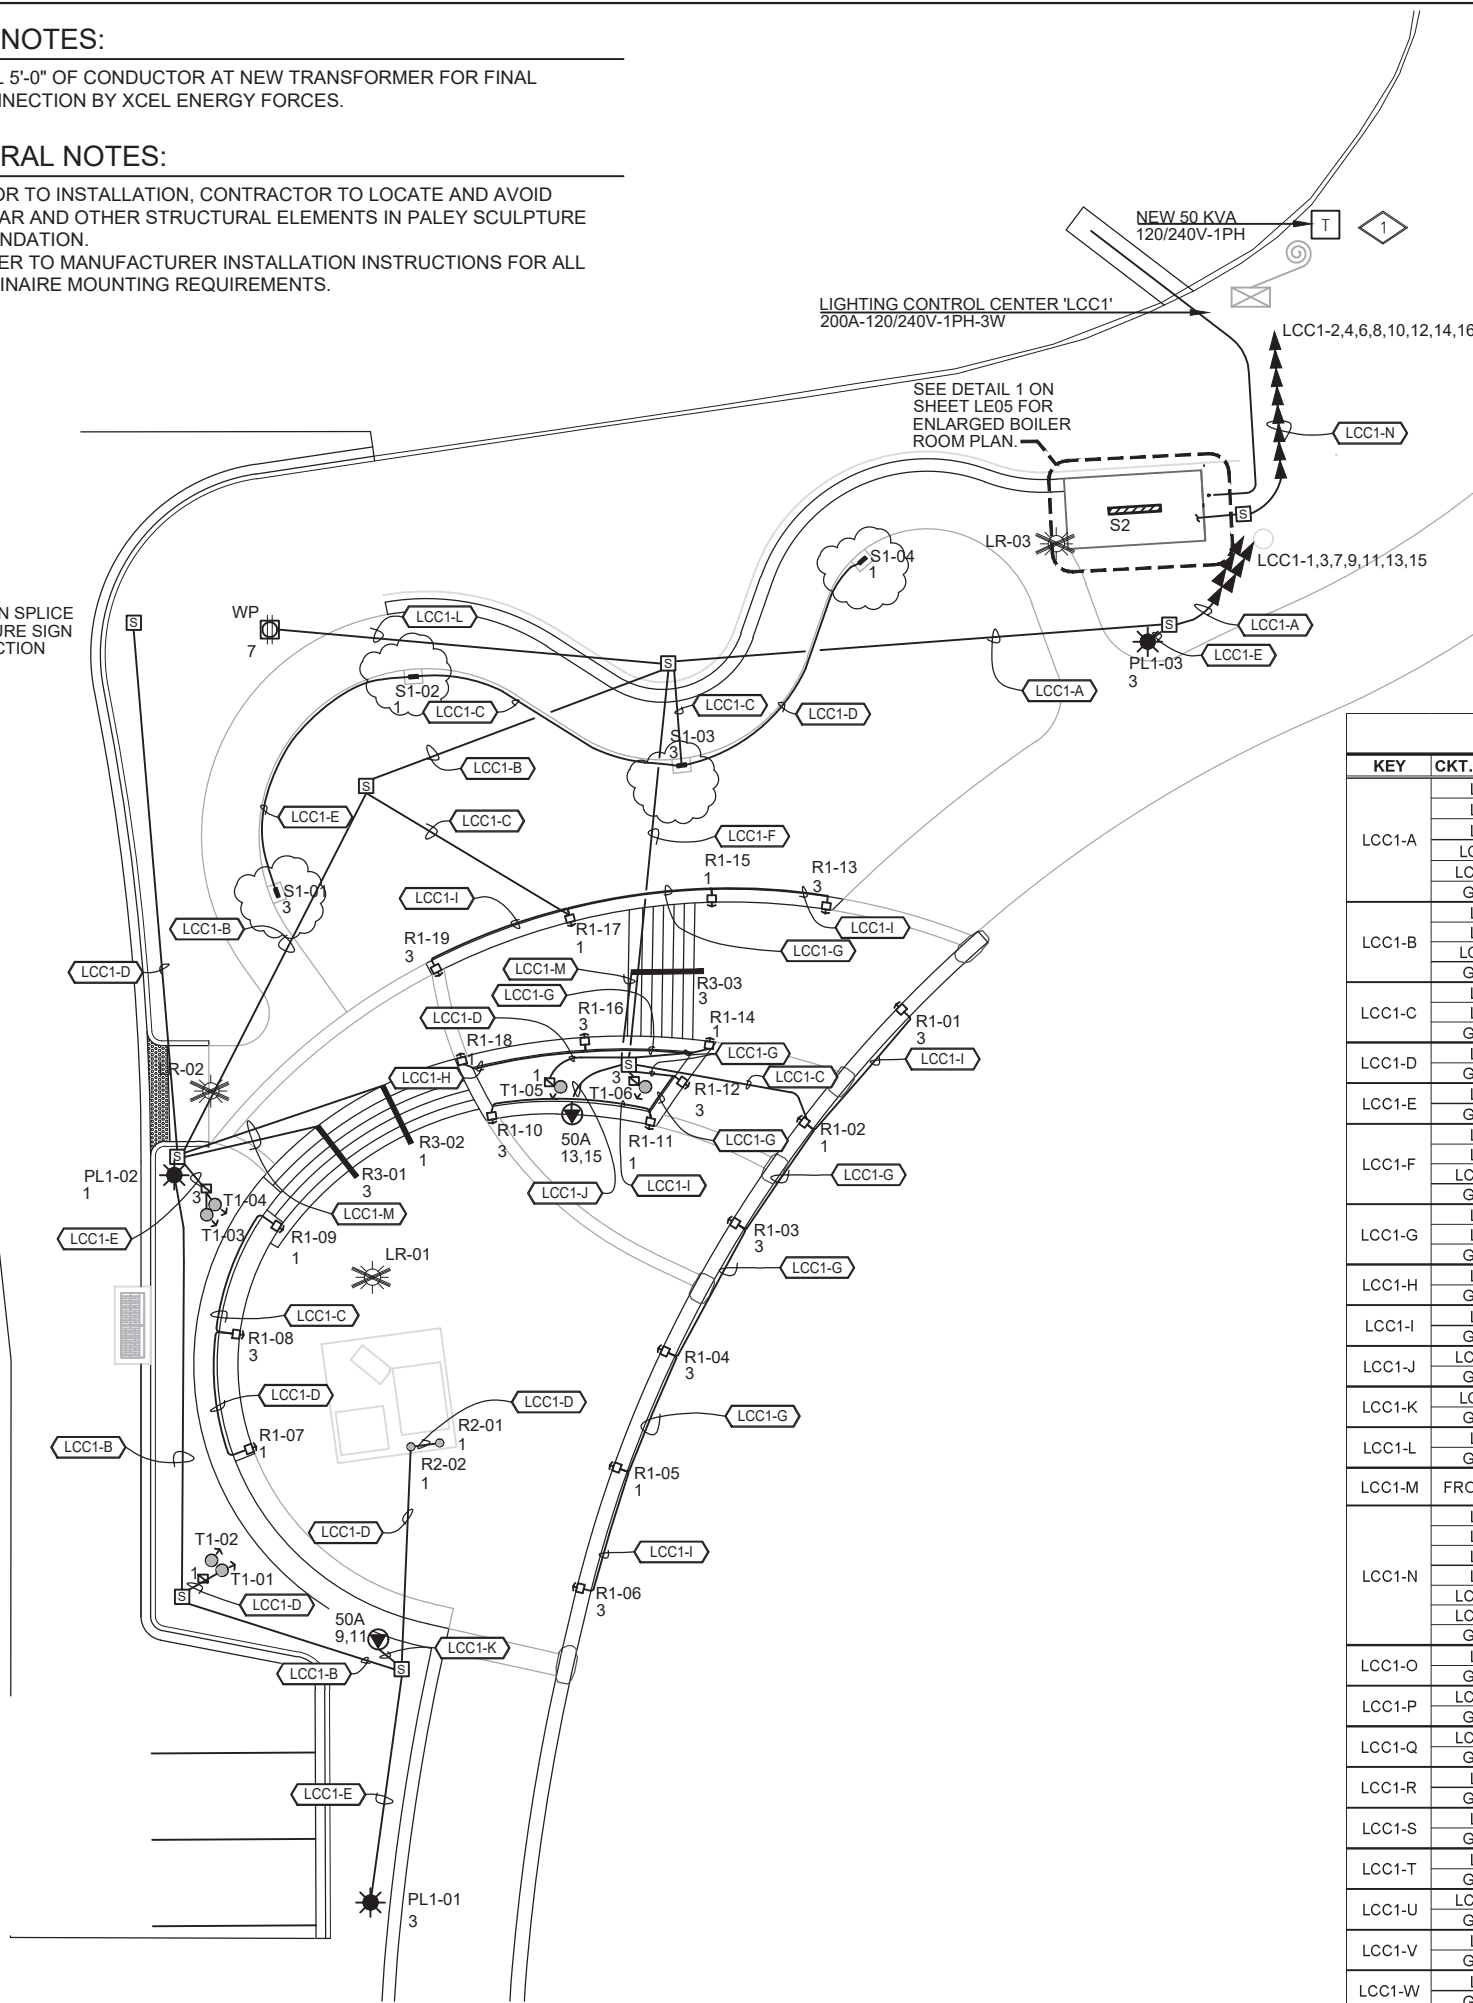 NOTES:
L 5'-0" OF CONDUCTOR AT NEW TRANSFORMER FOR FINAL
NNECTION BY XCEL ENERGY FORCES.
RAL NOTES:
OR TO INSTALLATION, CONTRACTOR TO LOCATE AND AVOID
AR AND OTHER STRUCTURAL ELEMENTS IN PALEY SCULPTURE
NDATION.
ER TO MANUFACTURER INSTALLATION INSTRUCTIONS FOR ALL
INAIRE MOUNTING REQUIREMENTS.
NEW 50 KVA
120/240V-1PH
T
1
LIGHTING CONTROL CENTER 'LCC1'
200A-120/240V-1PH-3W
LCC1-2,4,6,8,10,12,14,16
SEE DETAIL 1 ON
SHEET LE05 FOR
ENLARGED BOILER
ROOM PLAN.
LCC1-N
S2
S
LR-03
S1-04
1
LCC1-1,3,7,9,11,13,15
N SPLICE
URE SIGN
CTION
S
WP
7
LCC1-L
S
LCC1-A
LCC1-E
PL1-03
3
S
S1-02
1
LCC1-C
LCC1-C
LCC1-D
LCC1-A
S1-03
3
LCC1-B
S
LCC1-E
LCC1-C
LCC1-F
R1-15
1
R1-13
3
S1-01
3
LCC1-I
LCC1-B
R1-17
1
LCC1-I
R1-19
3
LCC1-G
LCC1-D
LCC1-M
R3-03
3
LCC1-G
R1-16
3
R1-14
1
LCC1-D
R1-01
3
R1-18
1
LCC1-G
LCC1-I
R-02
LCC1-H
S
1
T1-05
3
T1-06
LCC1-C
R1-12
3
R1-10
3
50A
13,15
R1-11
1
LCC1-G
R1-02
1
R3-02
1
S
PL1-02
1
R3-01
3
LCC1-J
LCC1-I
LCC1-G
3
T1-04
T1-03
LCC1-M
LCC1-E
R1-09
1
R1-03
3
LR-01
LCC1-G
LCC1-C
R1-08
3
R1-04
3
LCC1-D
LCC1-D
R2-01
1
LCC1-G
R1-07
1
LCC1-B
R2-02
1
R1-05
1
LCC1-D
T1-02
1
T1-01
LCC1-I
S
LCC1-D
R1-06
3
50A
9,11
LCC1-K
S
LCC1-B
LCC1-E
PL1-01
3
KEY
CKT.
LCC1-A
LCC1-B
LCC1-C
LCC1-D
LCC1-E
LCC1-F
LCC1-G
LCC1-H
LCC1-I
LCC1-J
LCC1-K
LCC1-L
LCC1-M
FRO
LCC1-N
LCC1-O
LCC1-P
LCC1-Q
LCC1-R
LCC1-S
LCC1-T
LCC1-U
LCC1-V
LCC1-W